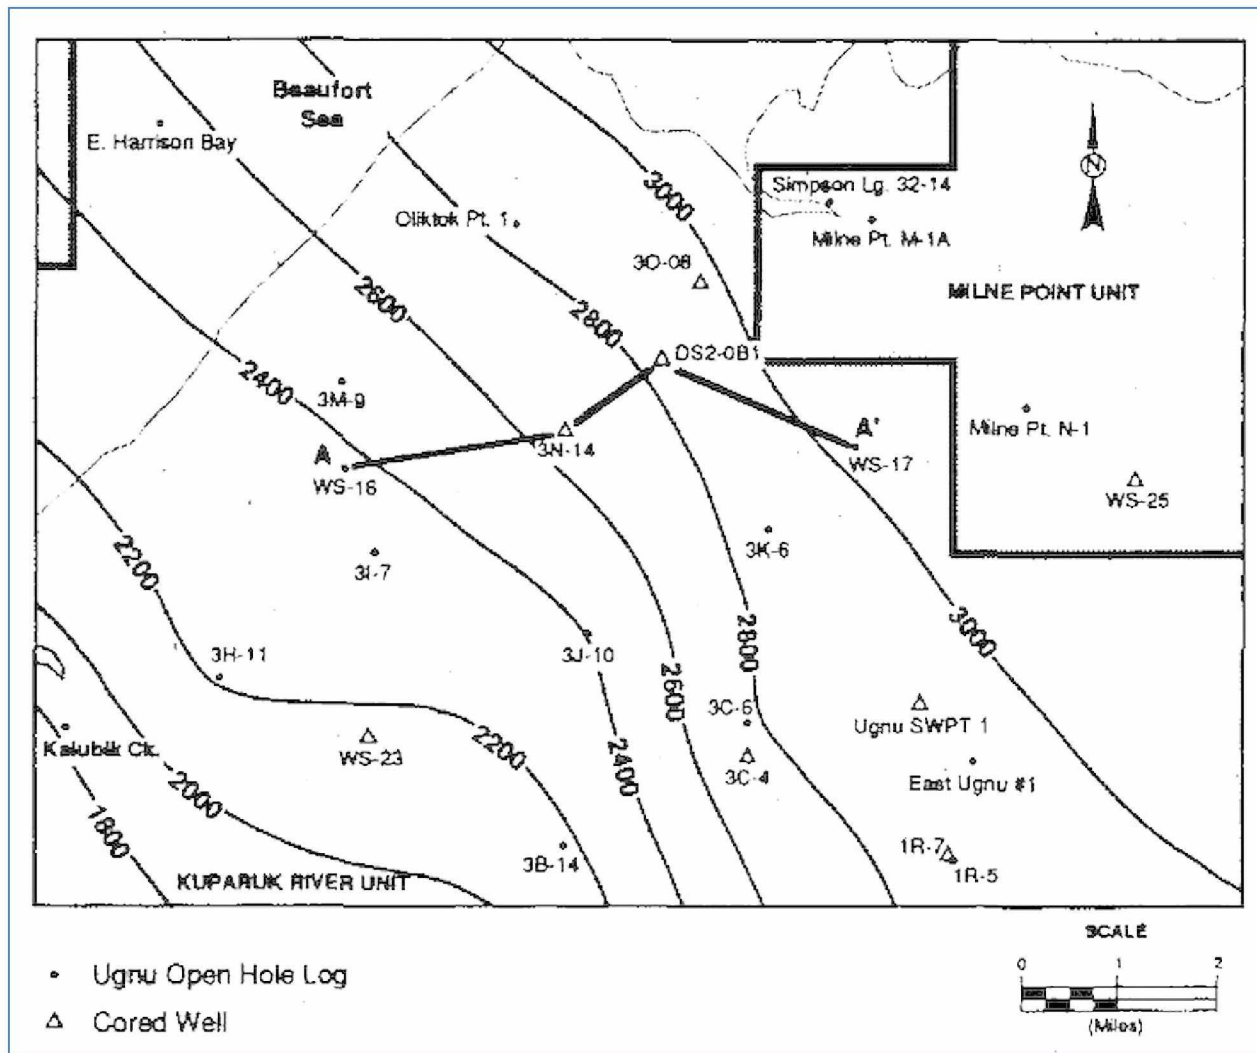 Beaufort
Sea
E. Harrison Bay
3000
Simpson Lg. 32-14
N
Oliktok Pt. 1
Milne Pt. M-1A
3O-08
MILNE POINT UNIT
2600
2800
DS2-0B1
2400
3M-9
A
3N-14
A'
Milne Pt. N-1
WS-16
WS-17
WS-25
2200
3I-7
3K-6
3H-11
3J-10
2800
3000
2600
3C-6
Ugnu SWPT 1
Kalubik Ck.
WS-23
2200
2400
3C-4
East Ugnu #1
2000
1800
3B-14
1R-7
1R-5
KUPARUK RIVER UNIT
SCALE
0 1 2
(Miles)
Ugnu Open Hole Log
Cored Well